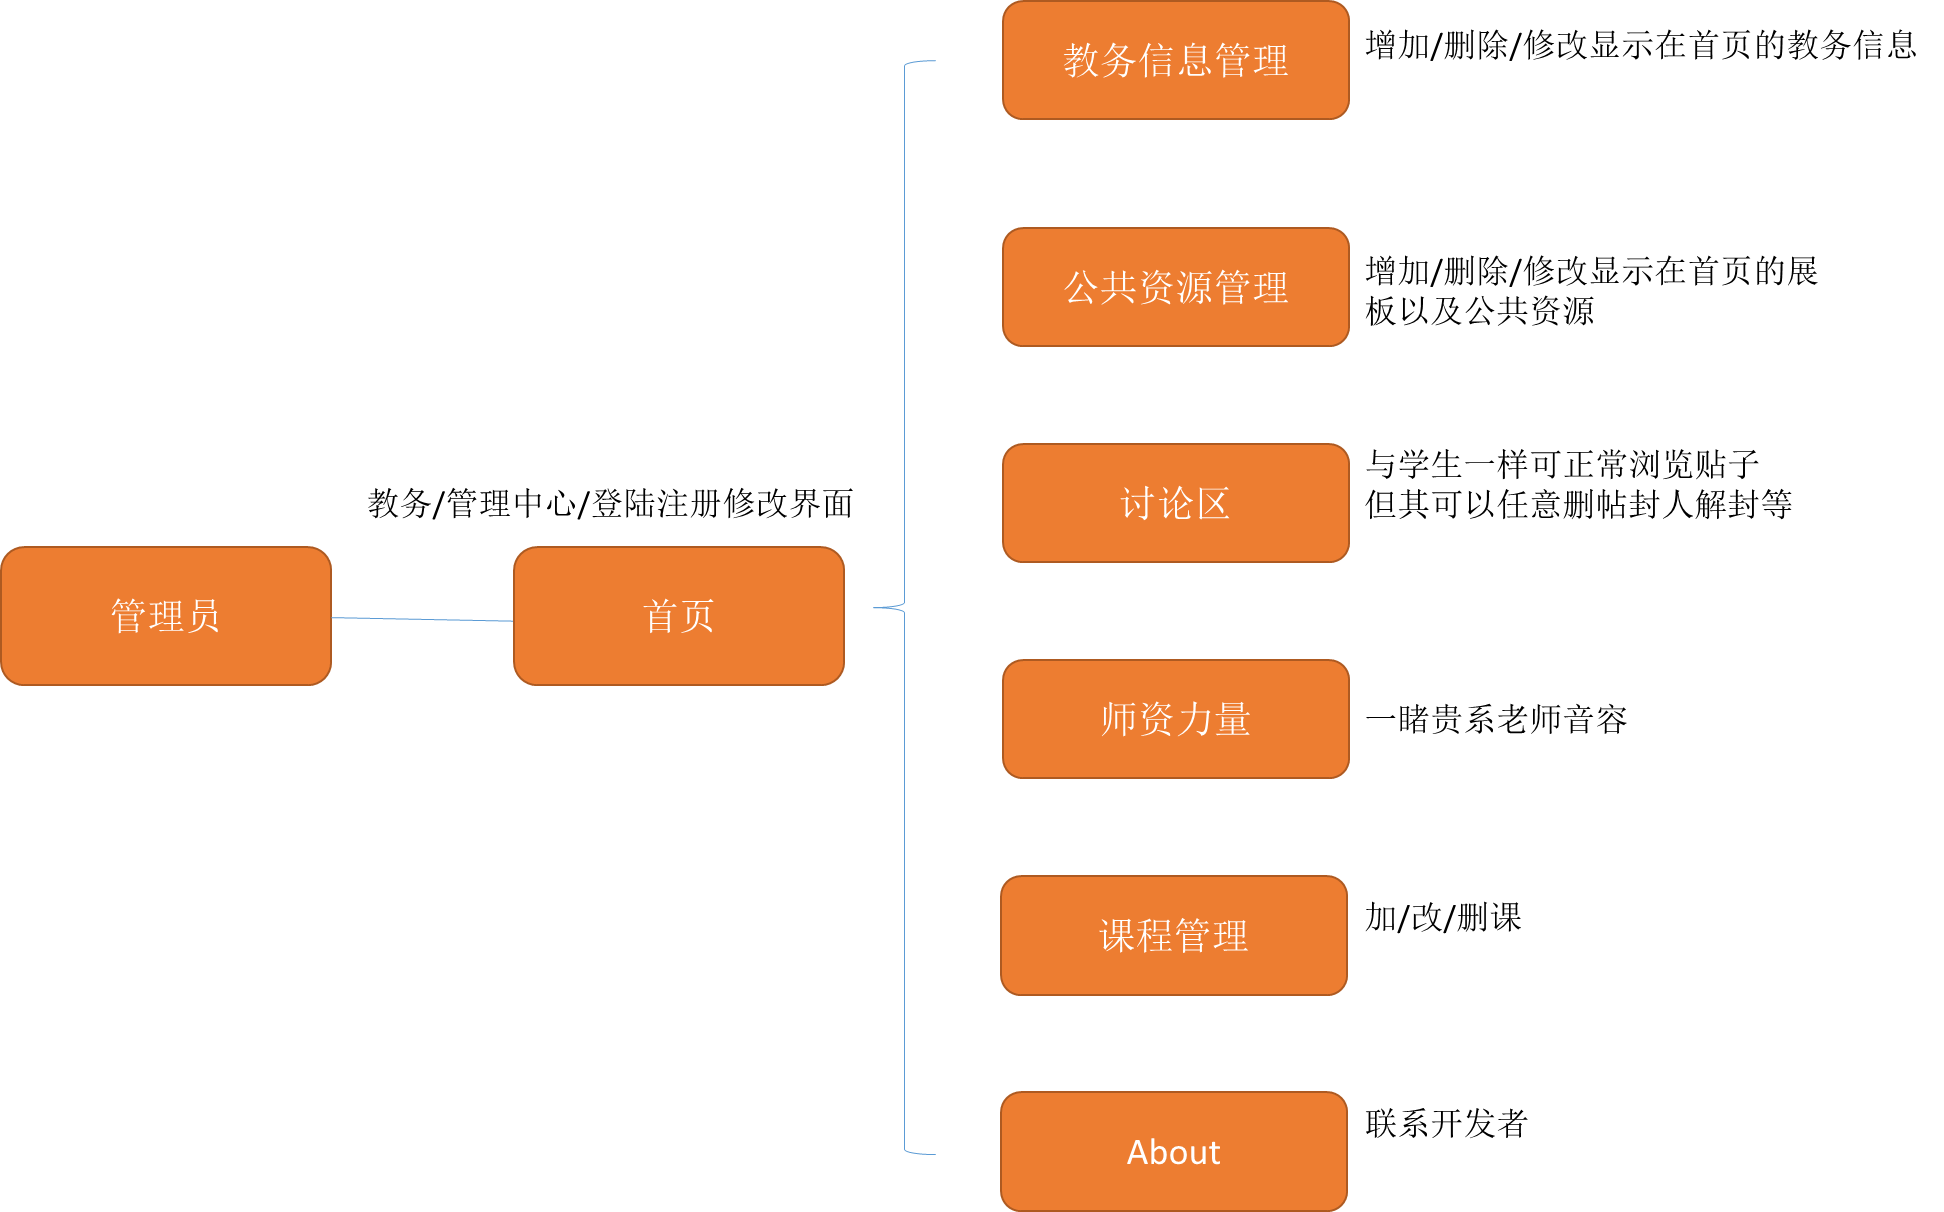 教务信息管理
增加/删除/修改显示在首页的教务信息
公共资源管理
增加/删除/修改显示在首页的展
板以及公共资源
讨论区
与学生一样可正常浏览贴子
但其可以任意删帖封人解封等
教务/管理中心/登陆注册修改界面
管理员
首页
师资力量
一睹贵系老师音容
课程管理
加/改/删课
About
联系开发者